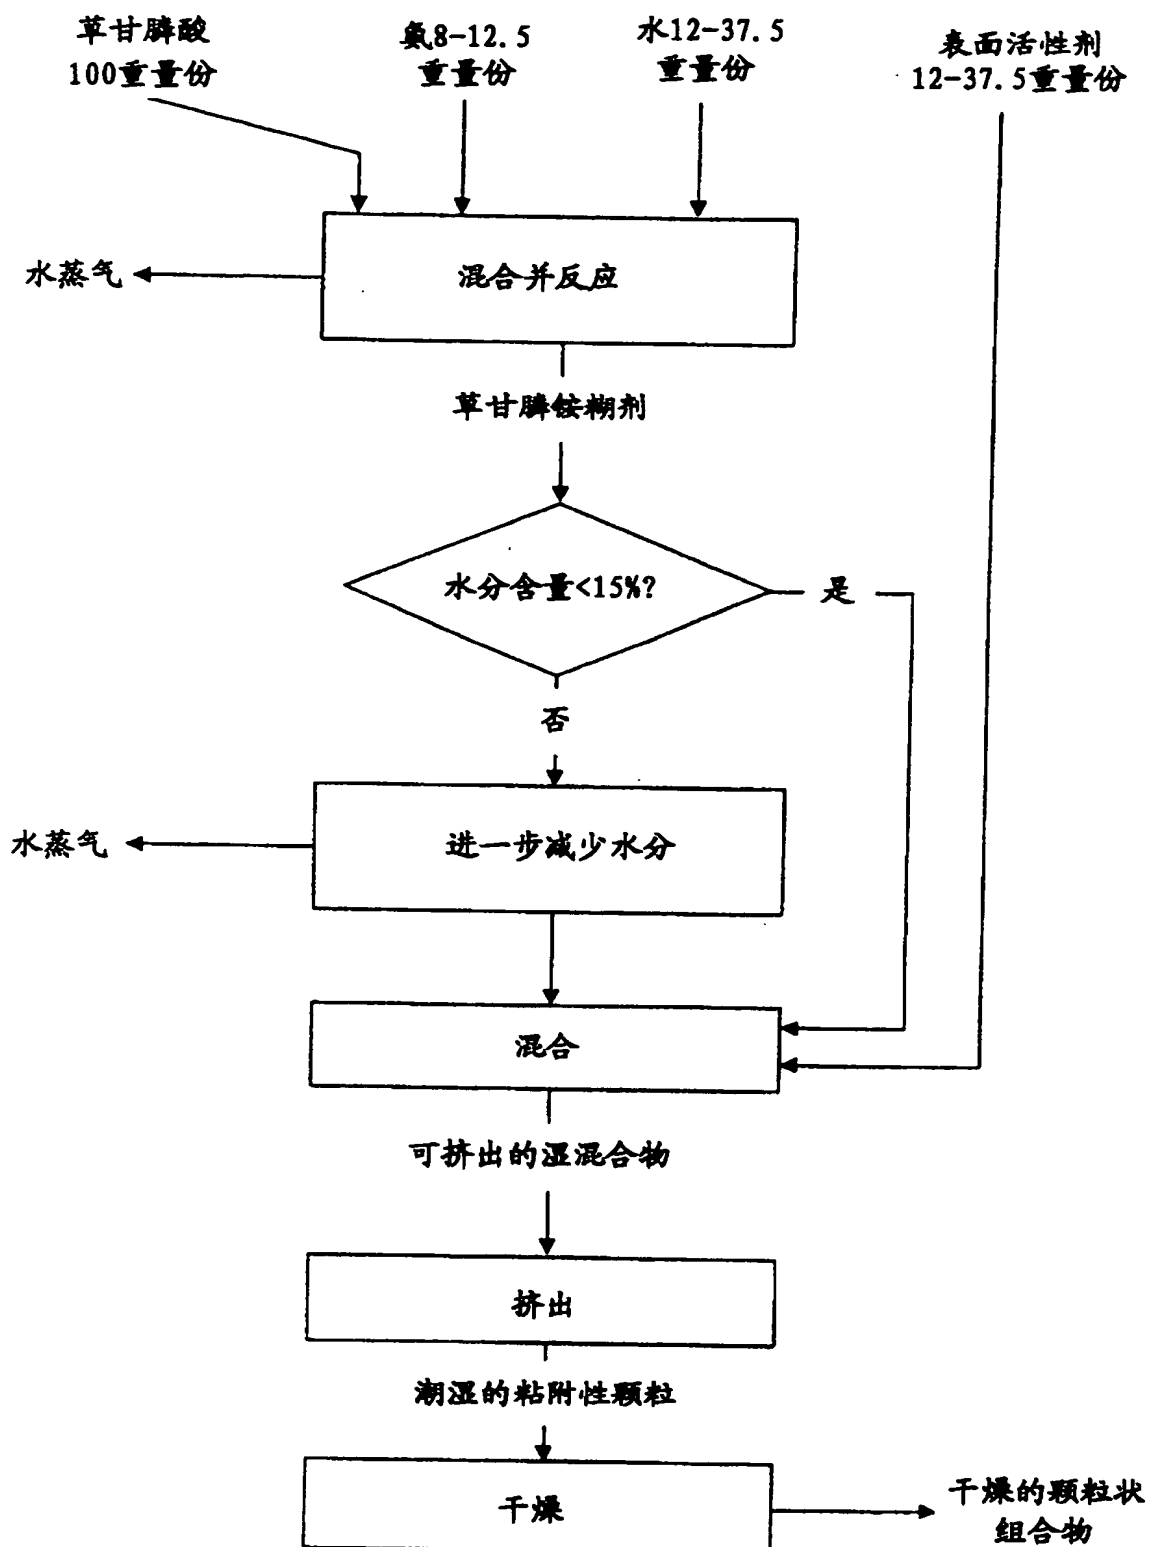 草甘膦酸
100重量份
氨8-12.5
重量份
水12-37.5
重量份
表面活性剂
12-37.5重量份
混合并反应
水蒸气
草甘膦铵糊剂
水分含量<15%?
是
否
进一步减少水分
水蒸气
混合
可挤出的湿混合物
挤出
潮湿的粘附性颗粒
干燥
干燥的颗粒状
组合物